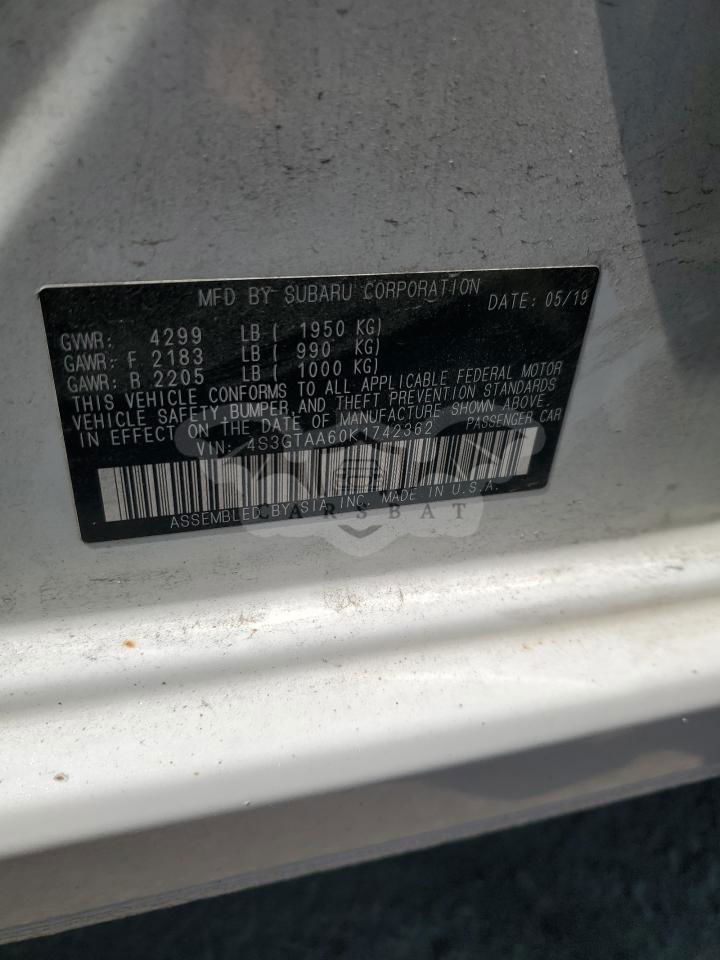 MFD BY SUBARU CORPORATION
DATE: 05/19
GVWR: 4299 LB ( 1950 KG)
GAWR: F 2183 LB ( 990 KG)
GAWR: R 2205 LB ( 1000 KG)
THIS VEHICLE CONFORMS TO ALL APPLICABLE FEDERAL MOTOR
VEHICLE SAFETY, BUMPER, AND THEFT PREVENTION STANDARDS
IN EFFECT ON THE DATE OF MANUFACTURE SHOWN ABOVE.
VIN: 4S3GTAA60K1742362 PASSENGER CAR
ASSEMBLED BY SIA, INC. MADE IN U.S.A.
CARSBAT